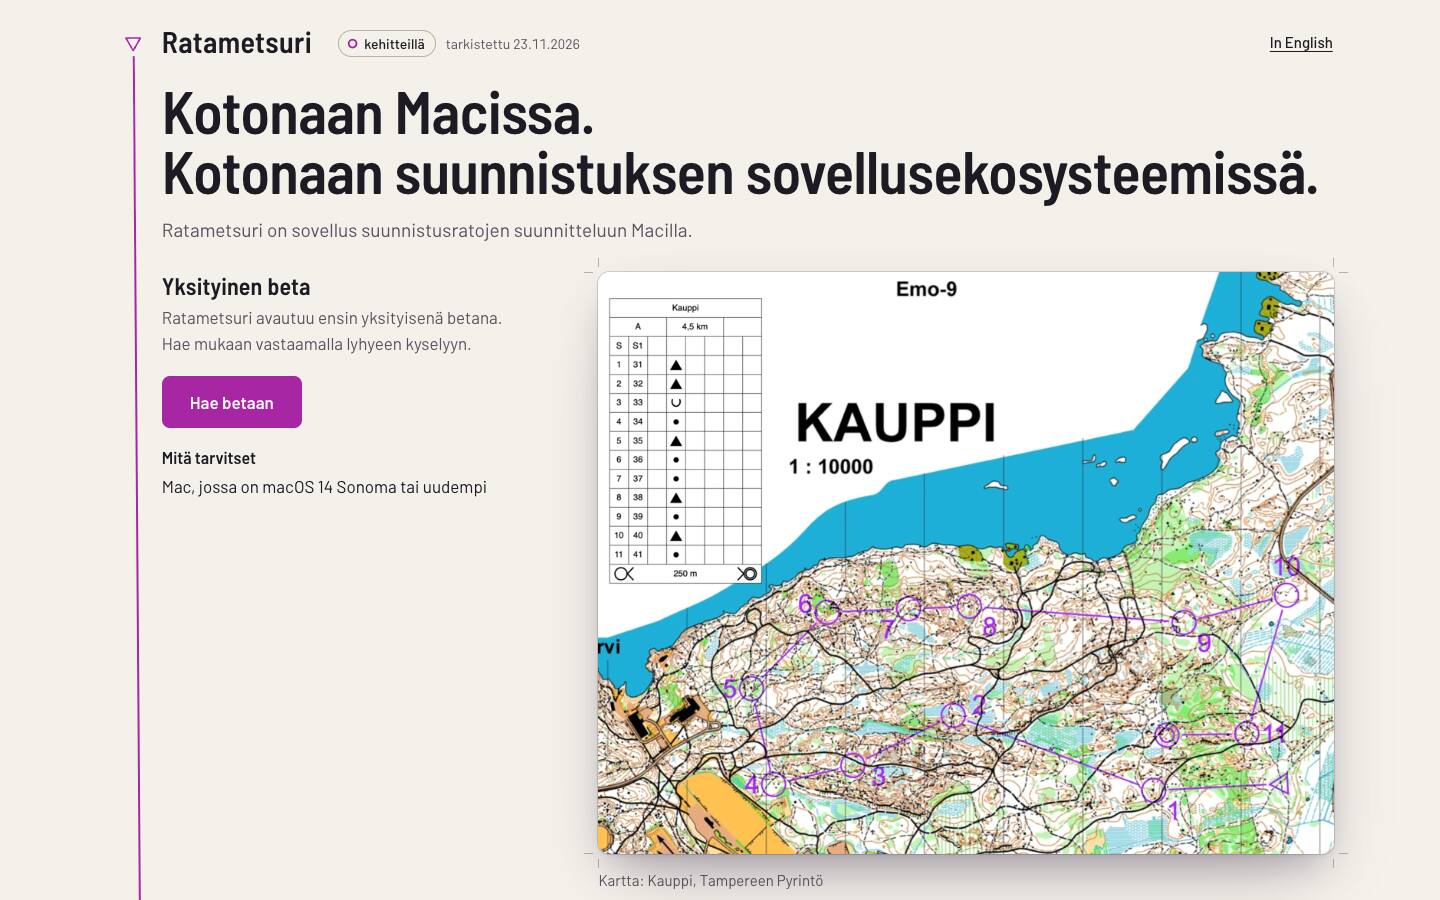 Ratametsuri
kehitteillä
tarkistettu 23.11.2026
In English
Kotonaan Macissa.
Kotonaan suunnistuksen sovellusekosysteemissä.
Ratametsuri on sovellus suunnistusratojen suunnitteluun Macilla.
Yksityinen beta
Ratametsuri avautuu ensin yksityisenä betana.
Hae mukaan vastaamalla lyhyeen kyselyyn.
Hae betaan
Mitä tarvitset
Mac, jossa on macOS 14 Sonoma tai uudempi
Emo-9
Kauppi
A 4,5 km
S S1
1 31
2 32
3 33
4 34
5 35
6 36
7 37
8 38
9 39
10 40
11 41
250 m
KAUPPI
1 : 10000
rvi
10
6
7
8
9
5
2
11
4
3
1
Kartta: Kauppi, Tampereen Pyrintö